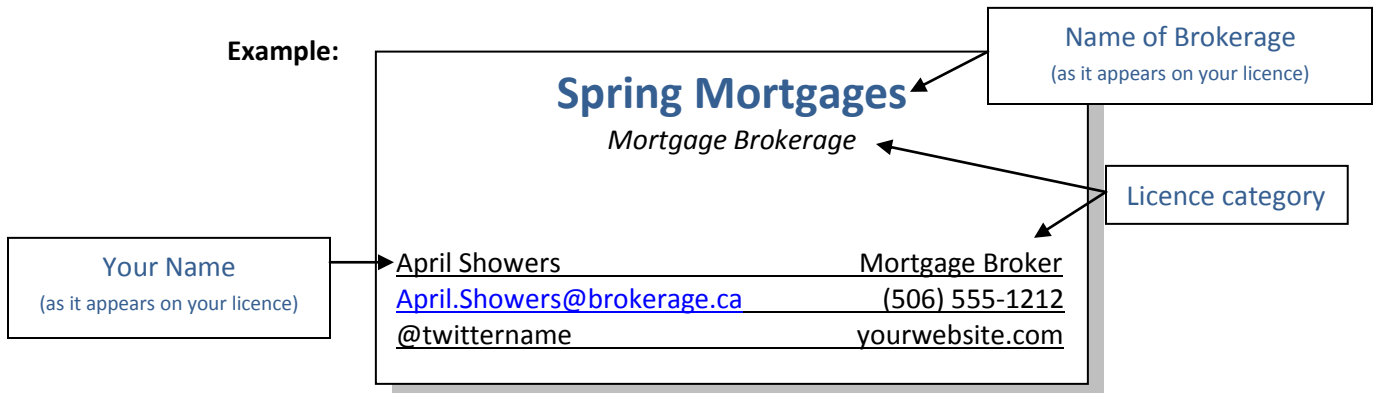 Example:
Name of Brokerage
(as it appears on your licence)
Spring Mortgages
Mortgage Brokerage
Licence category
Your Name
(as it appears on your licence)
April Showers Mortgage Broker
April.Showers@brokerage.ca (506) 555-1212
@twittername yourwebsite.com